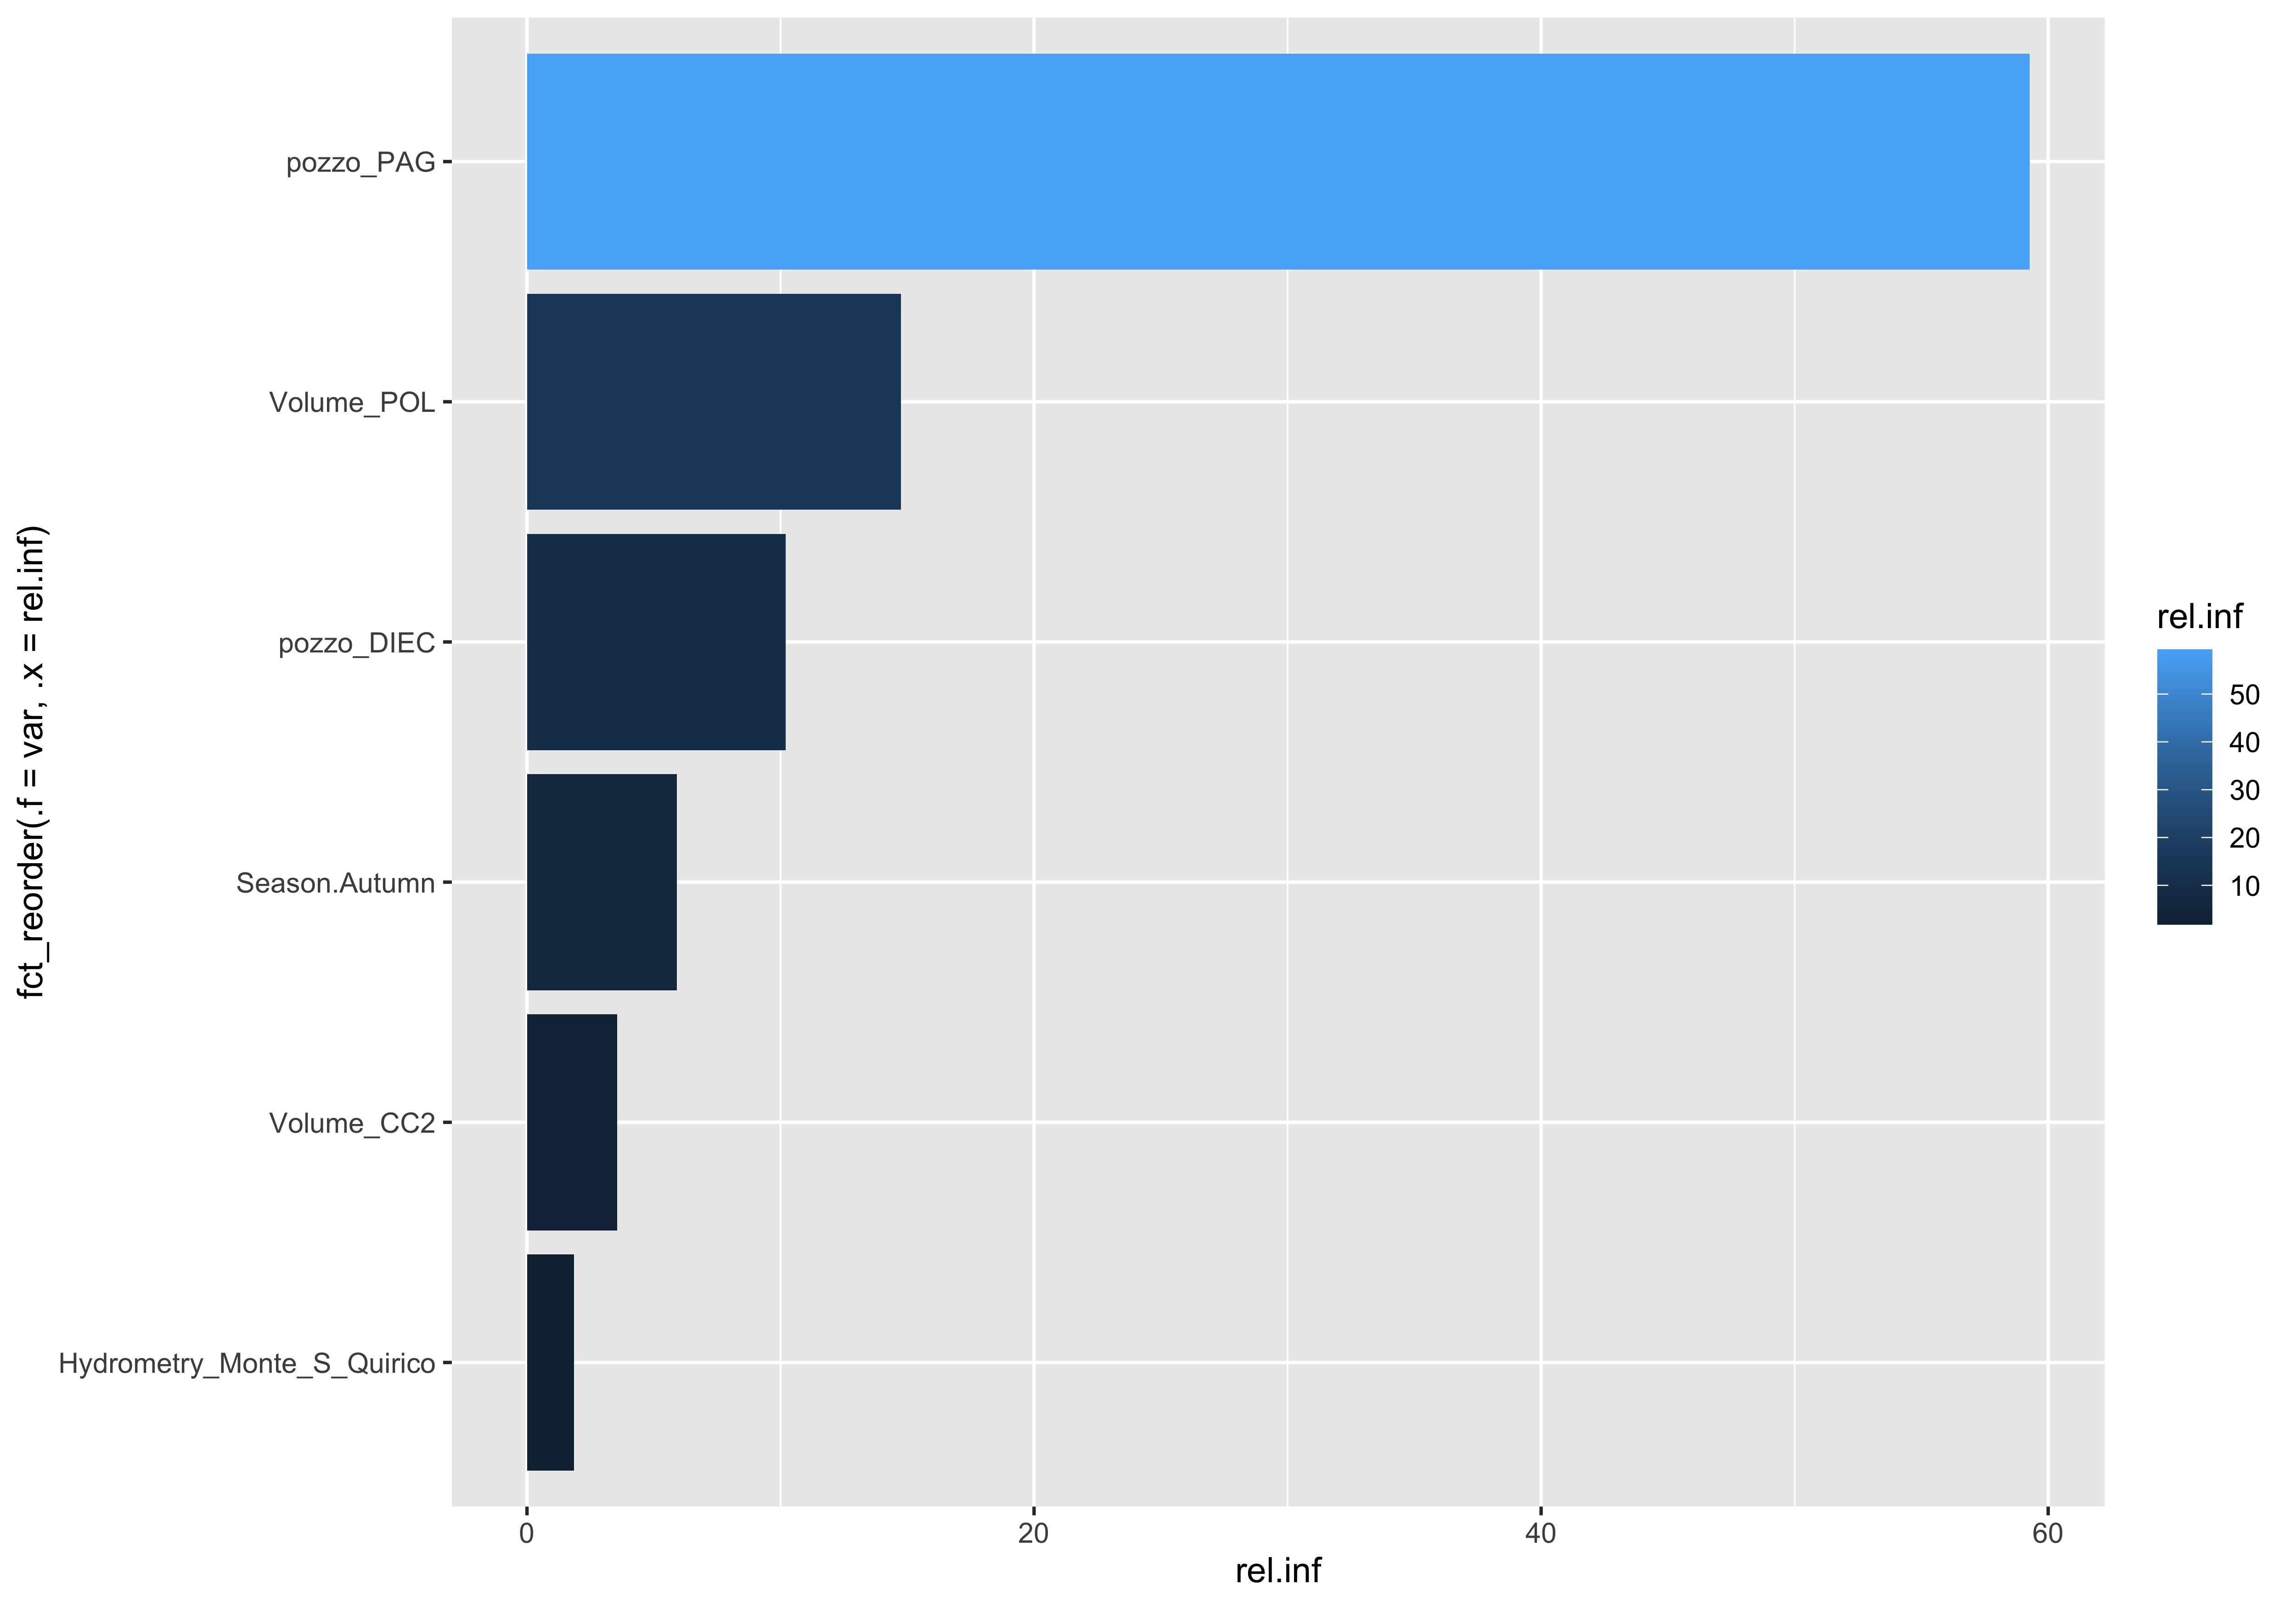 pozzo_PAG
Volume_POL
pozzo_DIEC
Season.Autumn
Volume_CC2
Hydrometry_Monte_S_Quirico
fct_reorder(.f = var, .x = rel.inf)
0
20
40
60
rel.inf
rel.inf
50
40
30
20
10